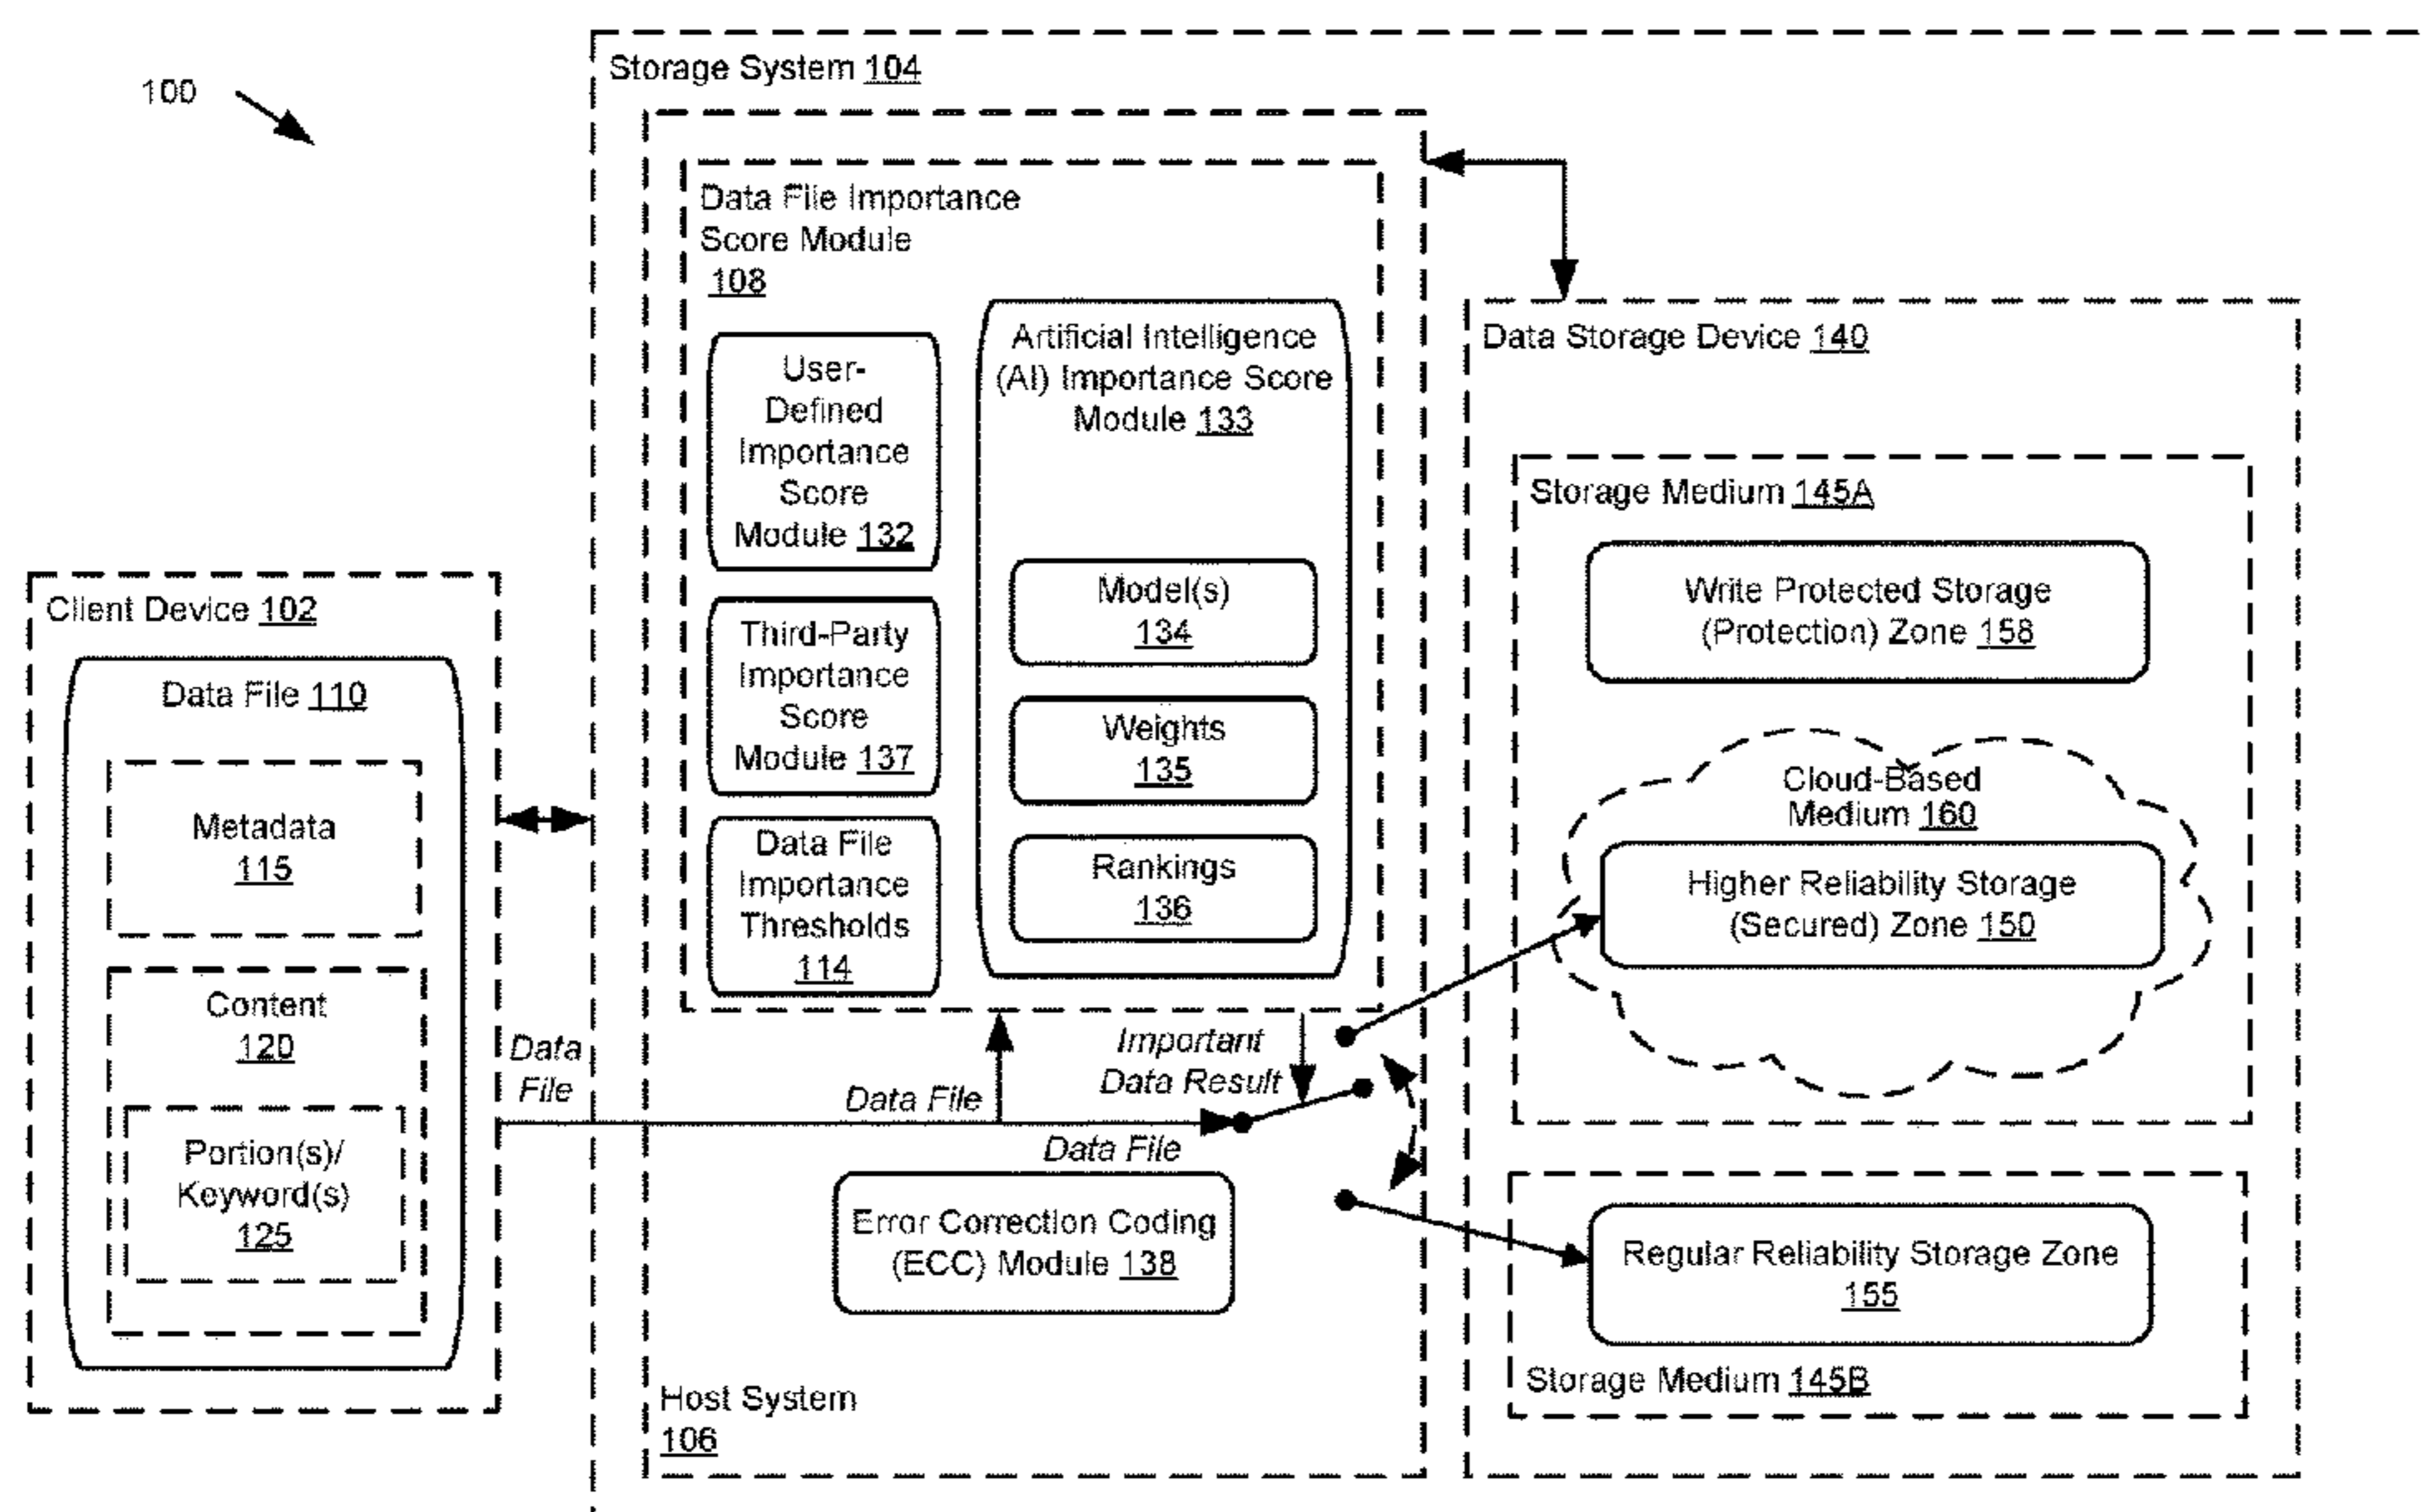 100
Storage System 104
Data File Importance
Score Module
108
User-
Defined
Importance
Score
Module 132
Third-Party
Importance
Score
Module 137
Data File
Importance
Thresholds
114
Artificial Intelligence
(AI) Importance Score
Module 133
Model(s)
134
Weights
135
Rankings
136
Client Device 102
Data File 110
Metadata
115
Content
120
Portion(s)/
Keyword(s)
125
Data
File
Data File
Important
Data Result
Data File
Error Correction Coding
(ECC) Module 138
Host System
106
Data Storage Device 140
Storage Medium 145A
Write Protected Storage
(Protection) Zone 158
Cloud-Based
Medium 160
Higher Reliability Storage
(Secured) Zone 150
Regular Reliability Storage Zone
155
Storage Medium 145B